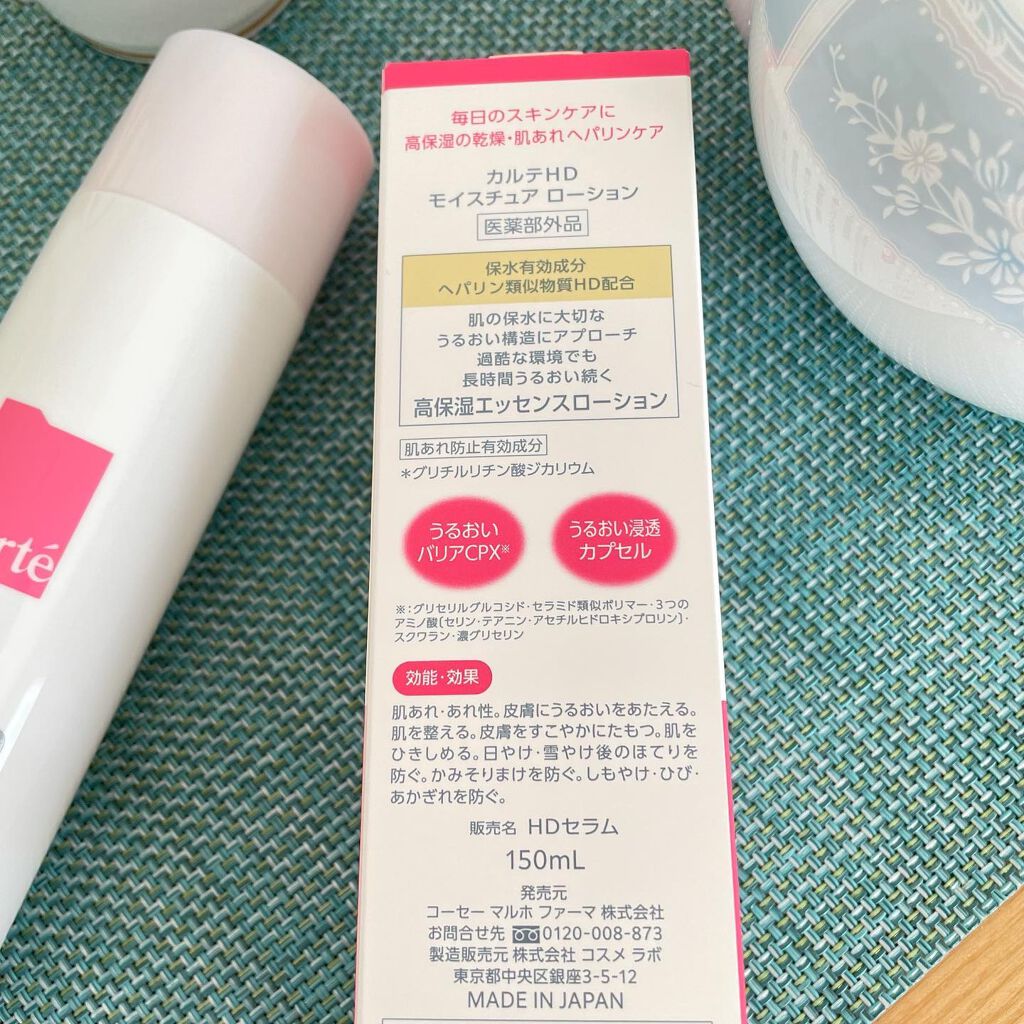 毎日のスキンケアに
高保湿の乾燥・肌あれヘパリンケア
カルテHD
モイスチュア ローション
医薬部外品
保水有効成分
ヘパリン類似物質HD配合
肌の保水に大切な
うるおい構造にアプローチ
過酷な環境でも
長時間うるおい続く
高保湿エッセンスローション
肌あれ防止有効成分
*グリチルリチン酸ジカリウム
うるおい
バリアCPX※
うるおい浸透
カプセル
※:グリセリルグルコシド・セラミド類似ポリマー・3つの
アミノ酸〔セリン・テアニン・アセチルヒドロキシプロリン〕・
スクワラン・濃グリセリン
効能・効果
肌あれ・あれ性。皮膚にうるおいをあたえる。
肌を整える。皮膚をすこやかにたもつ。肌を
ひきしめる。日やけ・雪やけ後のほてりを
防ぐ。かみそりまけを防ぐ。しもやけ・ひび・
あかぎれを防ぐ。
販売名 HDセラム
150mL
発売元
コーセー マルホ ファーマ 株式会社
お問合せ先 0120-008-873
製造販売元 株式会社 コスメ ラボ
東京都中央区銀座3-5-12
MADE IN JAPAN
rté